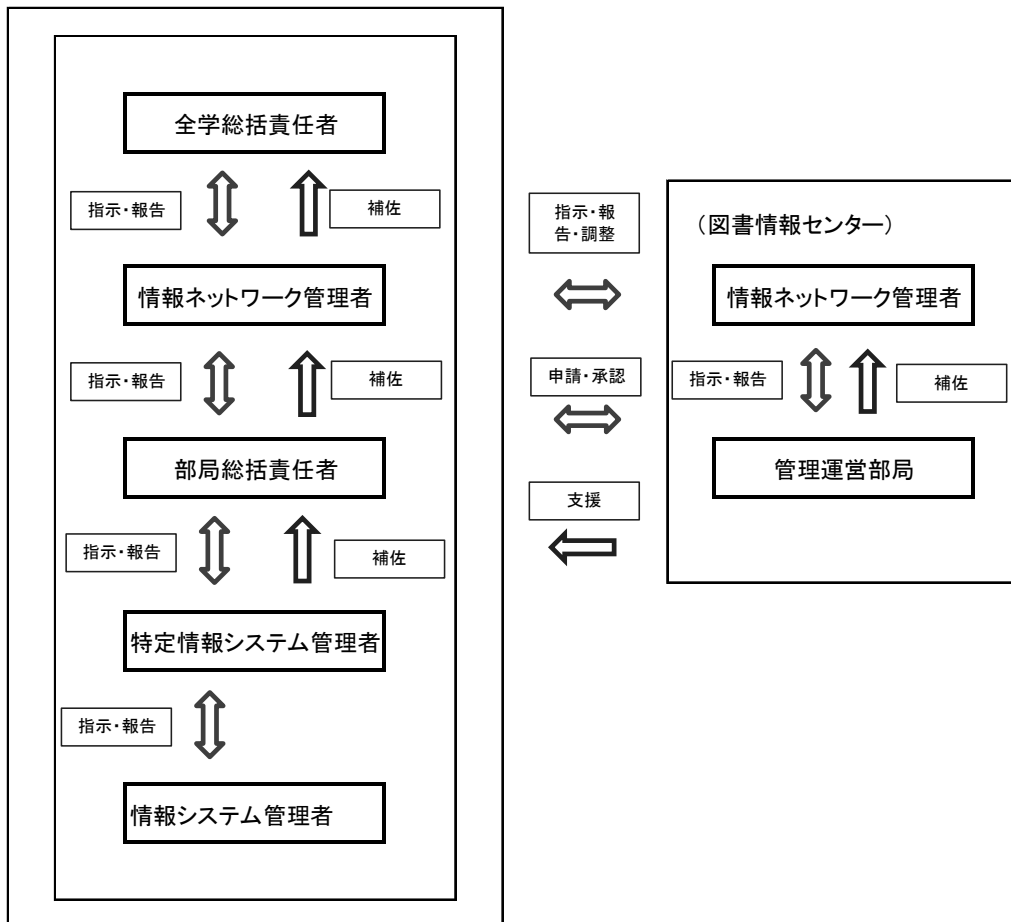 全学総括責任者
指示・報告
補佐
情報ネットワーク管理者
指示・報告
補佐
部局総括責任者
指示・報告
補佐
特定情報システム管理者
指示・報告
情報システム管理者
指示・報
告・調整
申請・承認
支援
（図書情報センター）
情報ネットワーク管理者
指示・報告
補佐
管理運営部局